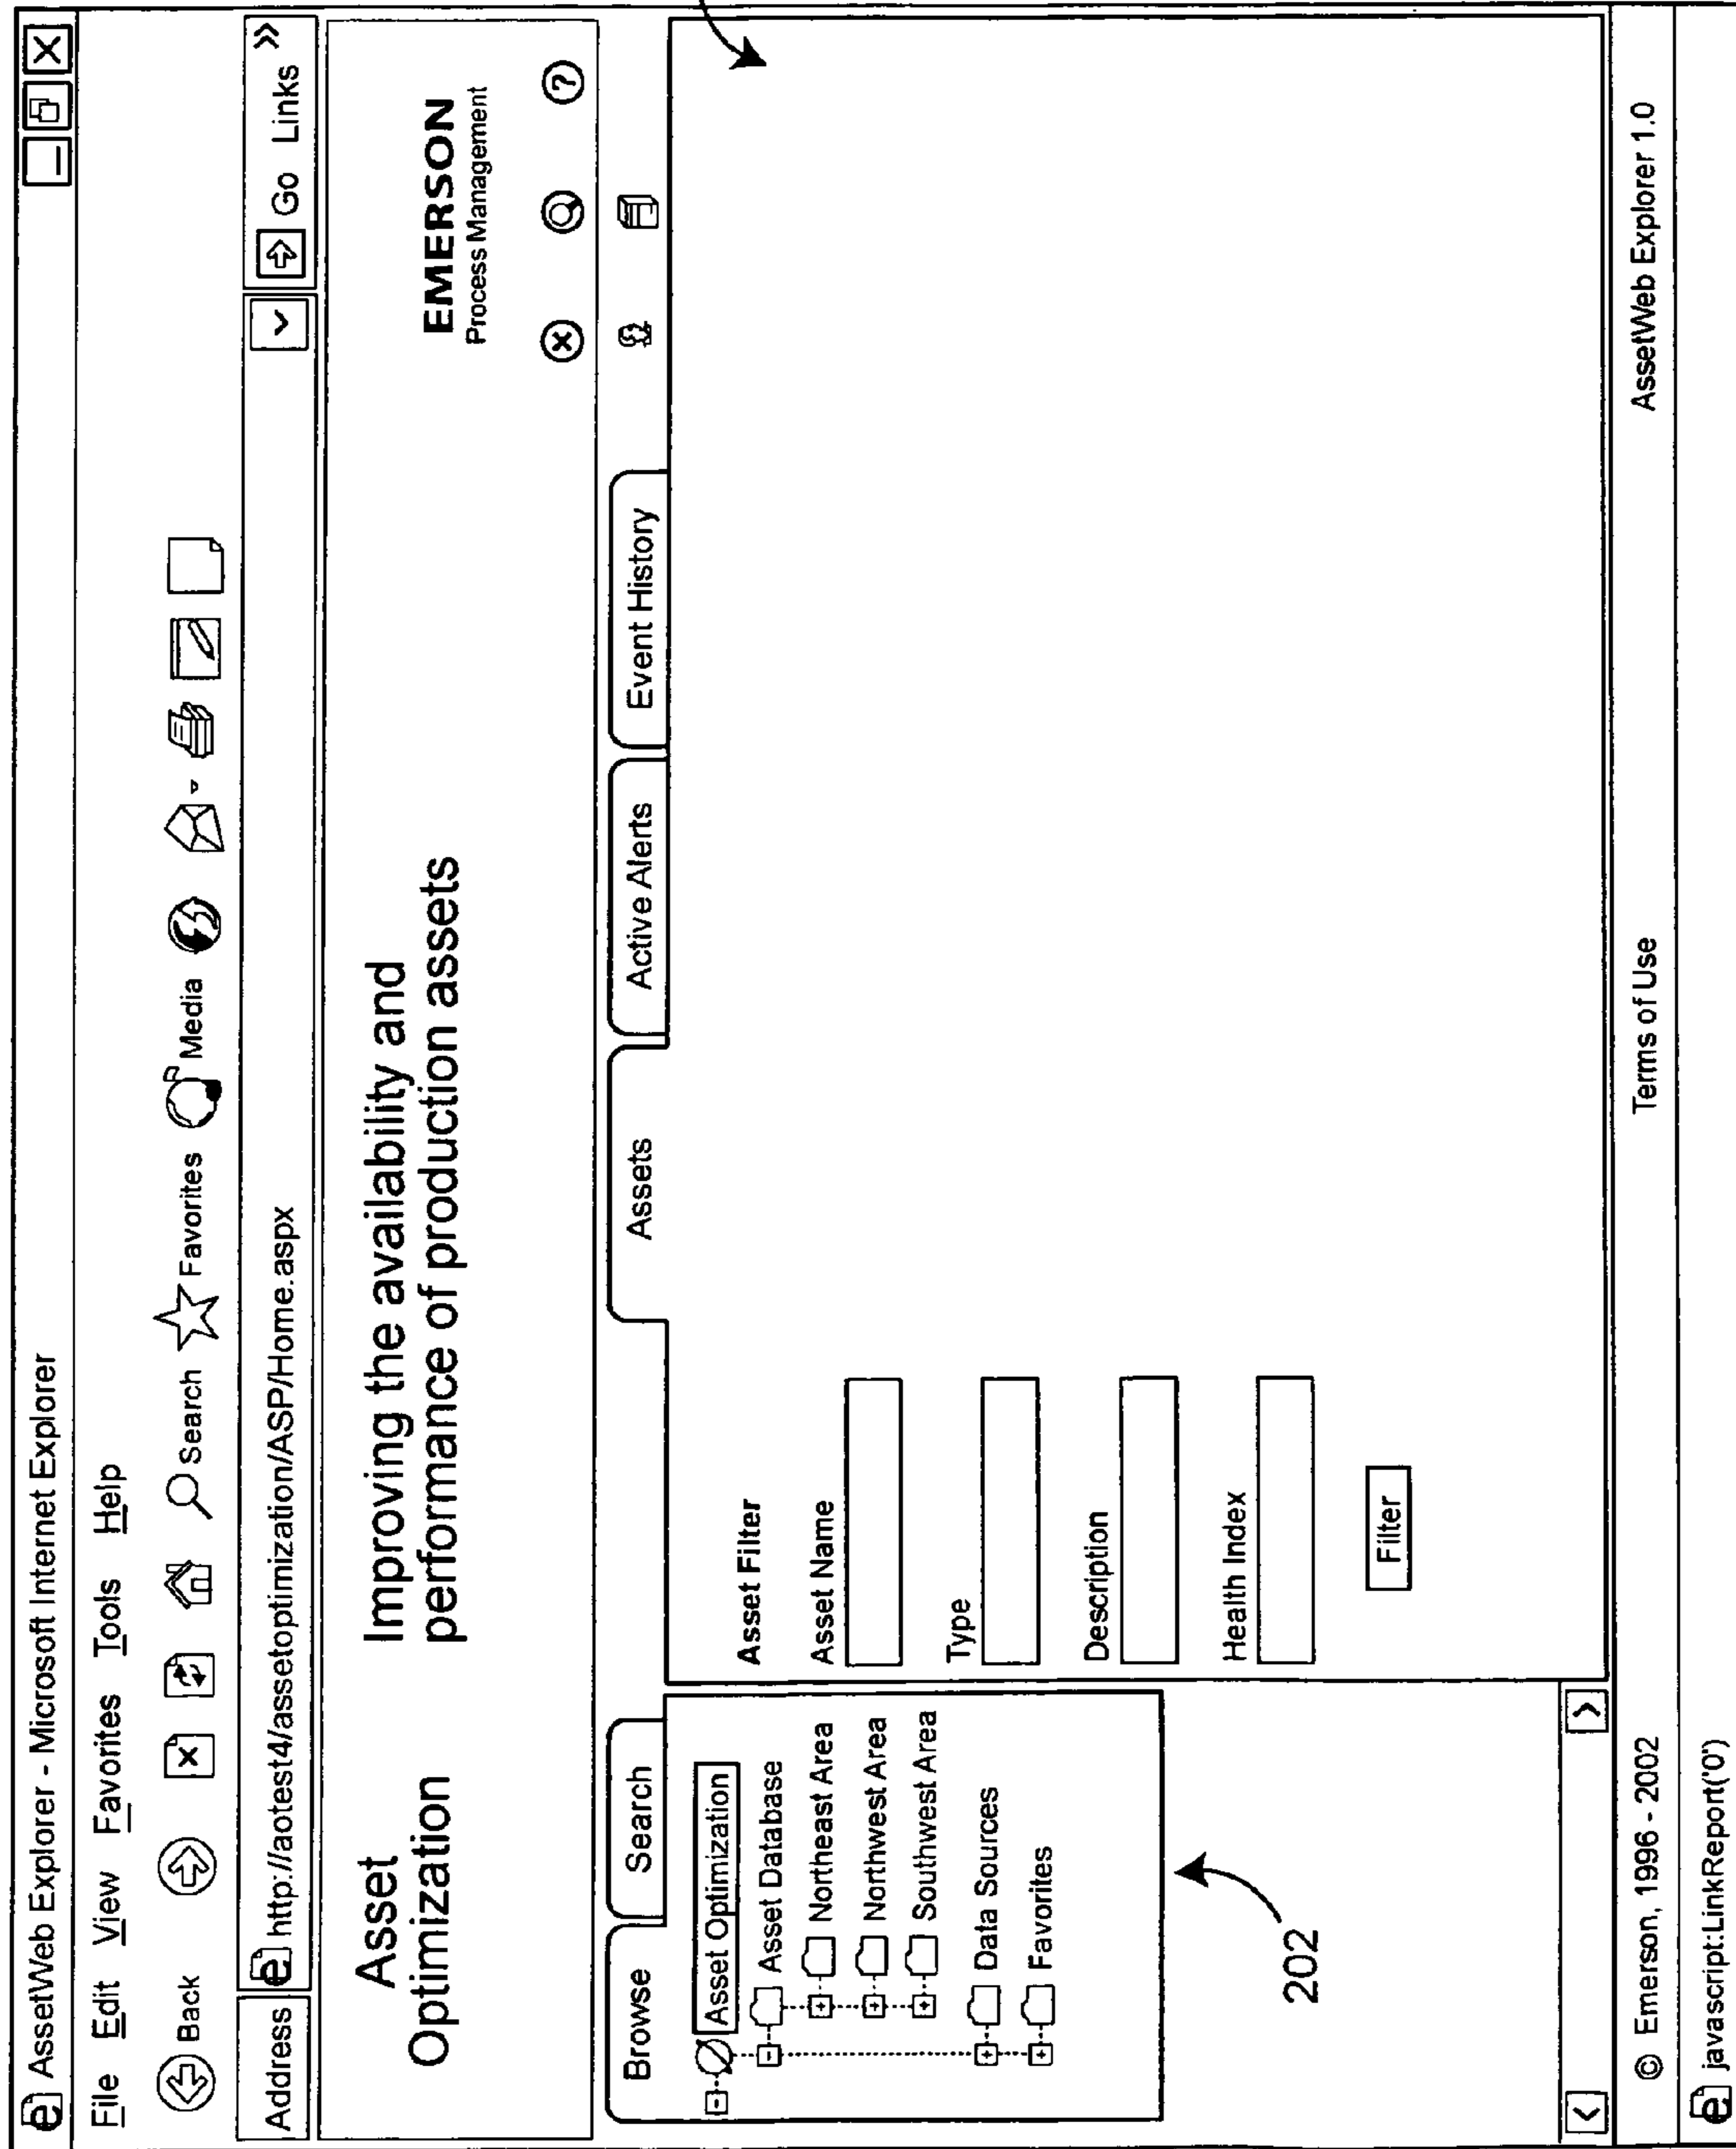 AssetWeb Explorer - Microsoft Internet Explorer
File Edit View Favorites Tools Help
Back Search Favorites Media
Address http://aotest4/assetoptimization/ASP/Home.aspx Go Links »
Asset
Optimization
Improving the availability and
performance of production assets
EMERSON
Process Management
Browse Search
Assets Active Alerts Event History
Asset Optimization
Asset Database
Northeast Area
Northwest Area
Southwest Area
Data Sources
Favorites
202
Asset Filter
Asset Name
Type
Description
Health Index
Filter
© Emerson, 1996 - 2002 Terms of Use AssetWeb Explorer 1.0
javascript:LinkReport('0')